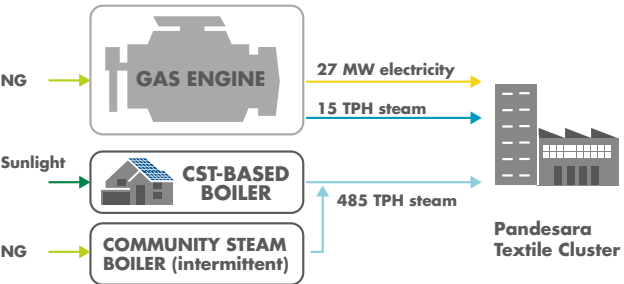 NG
GAS ENGINE
27 MW electricity
15 TPH steam
Sunlight
CST-BASED
BOILER
485 TPH steam
NG
COMMUNITY STEAM
BOILER (intermittent)
Pandesara
Textile Cluster